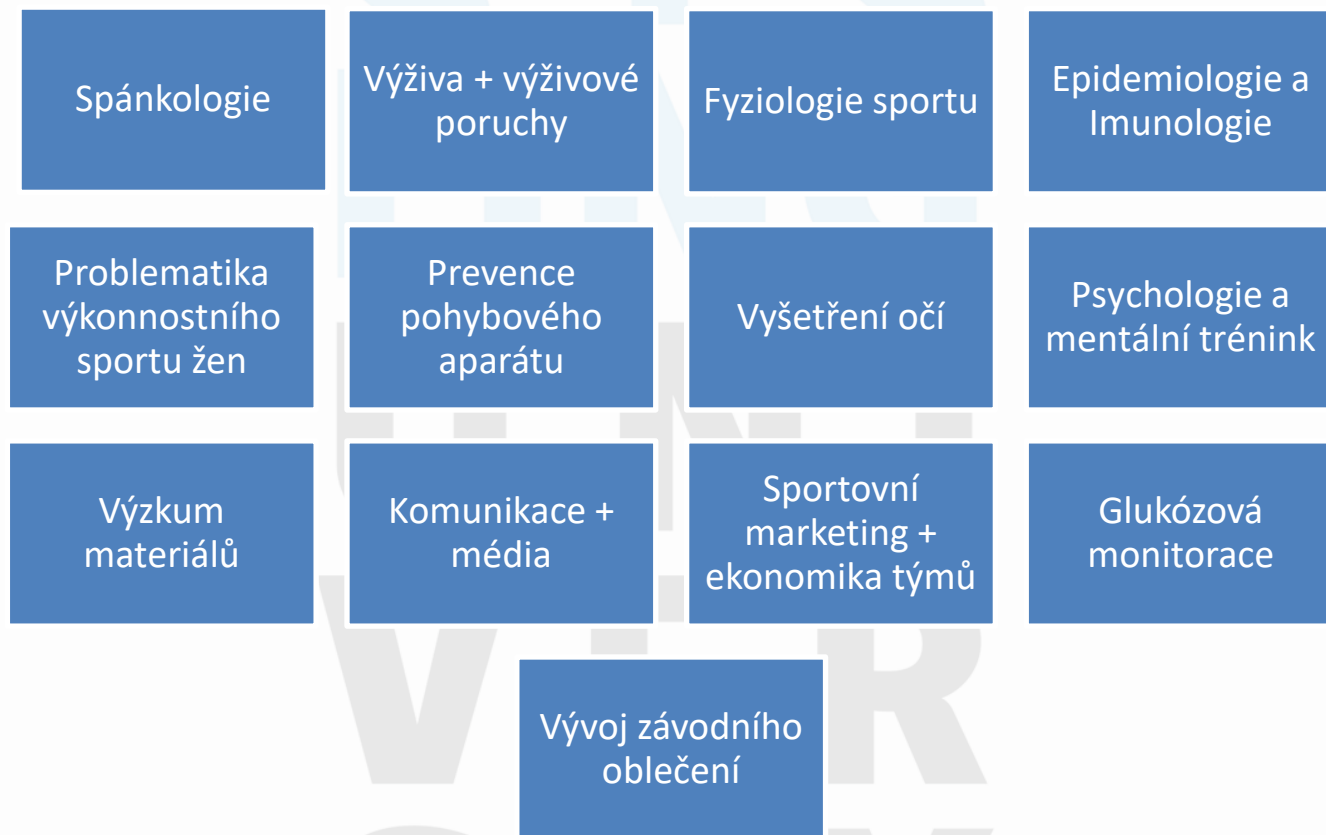 Spánkologie
Výživa + výživové
poruchy
Fyziologie sportu
Epidemiologie a
Imunologie
Problematika
výkonnostního
sportu žen
Prevence
pohybového
aparátu
Vyšetření očí
Psychologie a
mentální trénink
Výzkum
materiálů
Komunikace +
média
Sportovní
marketing +
ekonomika týmů
Glukózová
monitorace
Vývoj závodního
oblečení